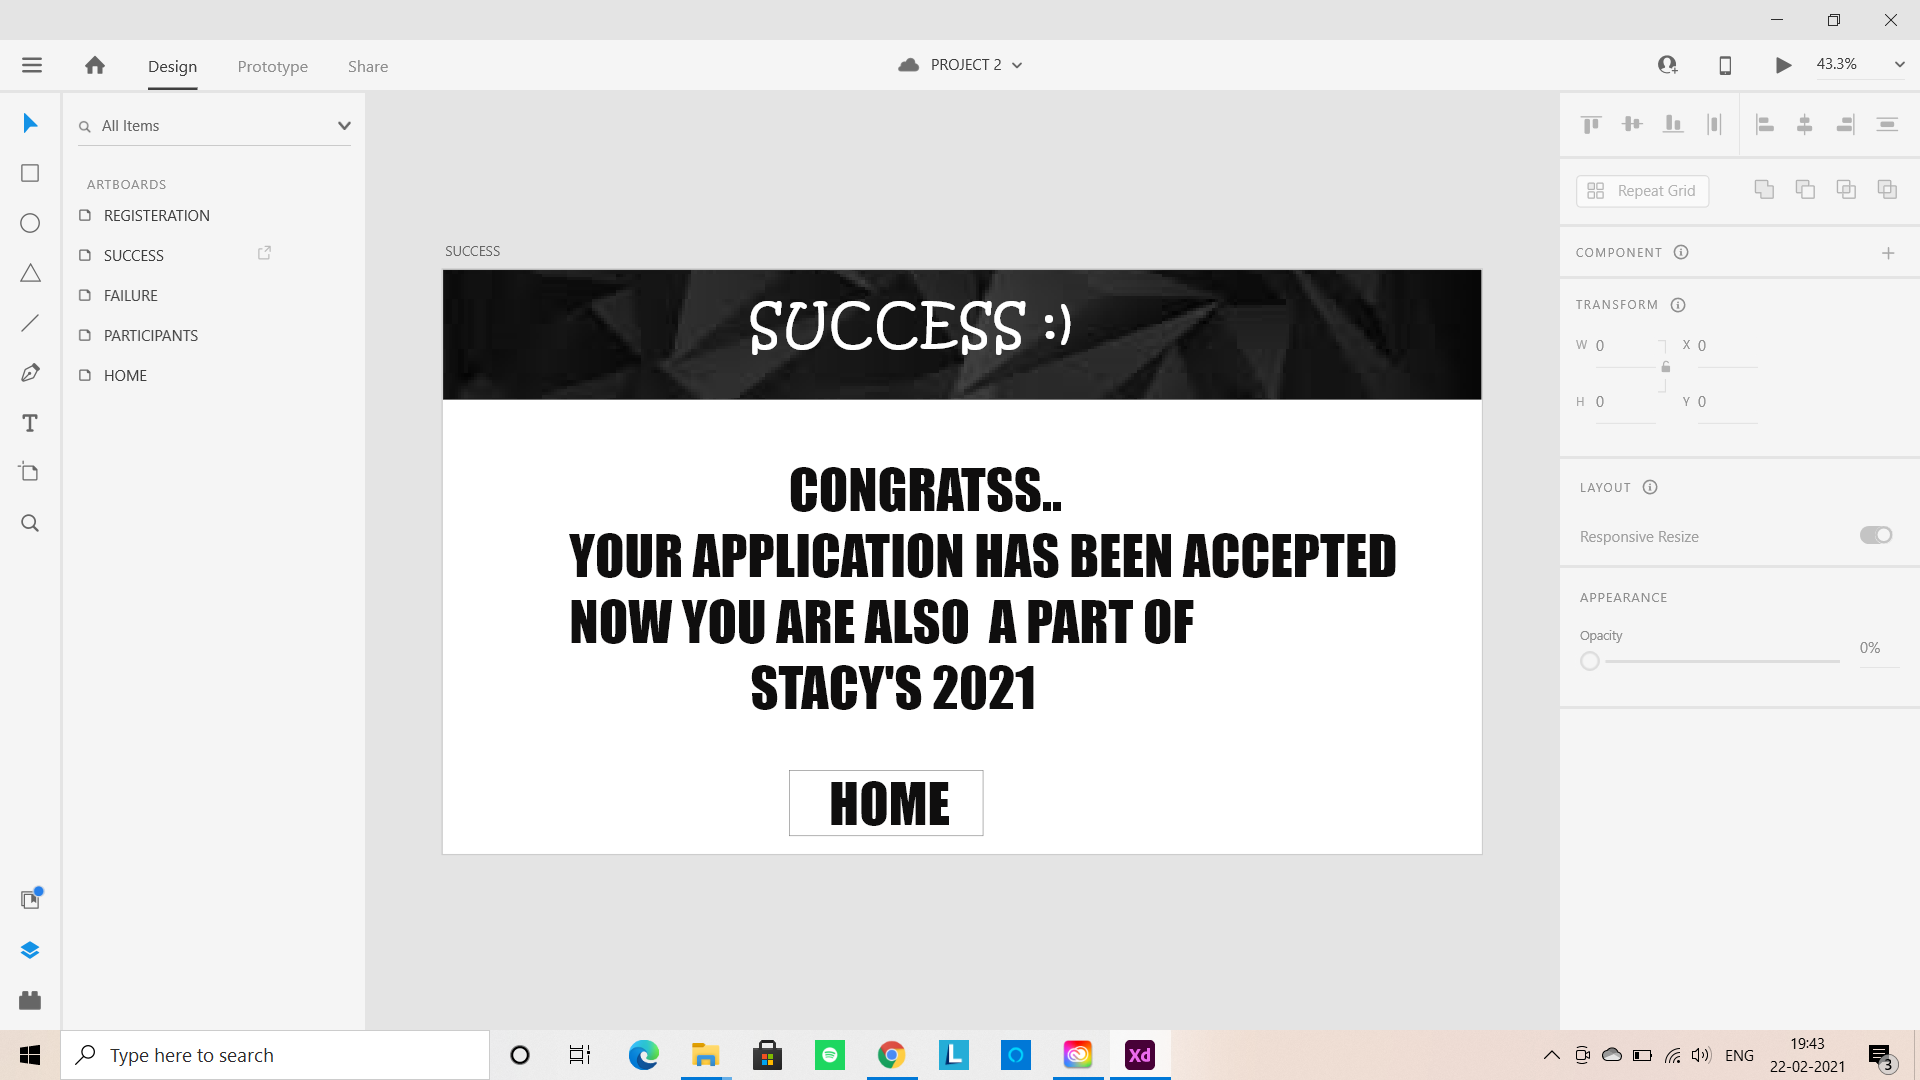 Design Prototype Share
PROJECT 2
43.3%
All Items
ARTBOARDS
REGISTERATION
SUCCESS
FAILURE
PARTICIPANTS
HOME
SUCCESS
SUCCESS :)
CONGRATSS..
YOUR APPLICATION HAS BEEN ACCEPTED
NOW YOU ARE ALSO  A PART OF
STACY'S 2021
HOME
Repeat Grid
COMPONENT
TRANSFORM
W 0 X 0
H 0 Y 0
LAYOUT
Responsive Resize
APPEARANCE
Opacity
0%
Type here to search
L
Xd
ENG
19:43
22-02-2021
3